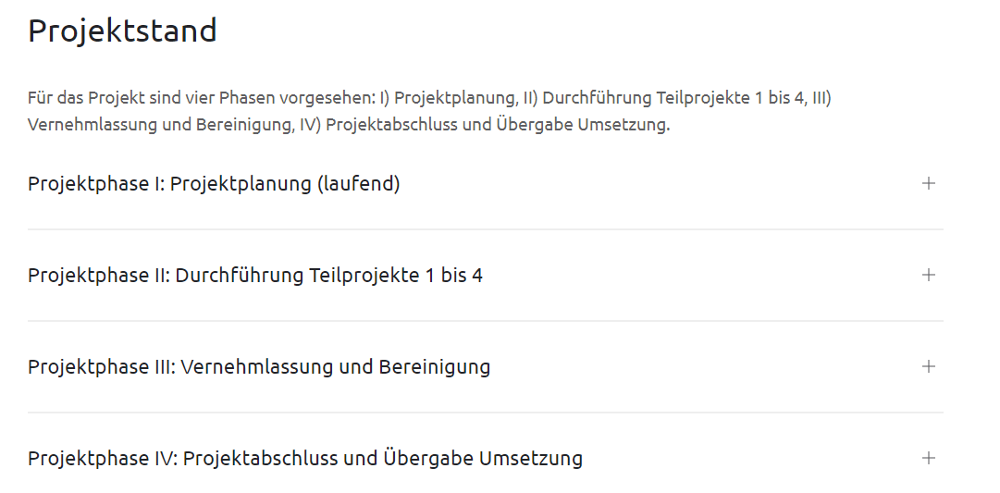 Projektstand
Für das Projekt sind vier Phasen vorgesehen: I) Projektplanung, II) Durchführung Teilprojekte 1 bis 4, III)
Vernehmlassung und Bereinigung, IV) Projektabschluss und Übergabe Umsetzung.
Projektphase I: Projektplanung (laufend)
Projektphase II: Durchführung Teilprojekte 1 bis 4
Projektphase III: Vernehmlassung und Bereinigung
Projektphase IV: Projektabschluss und Übergabe Umsetzung